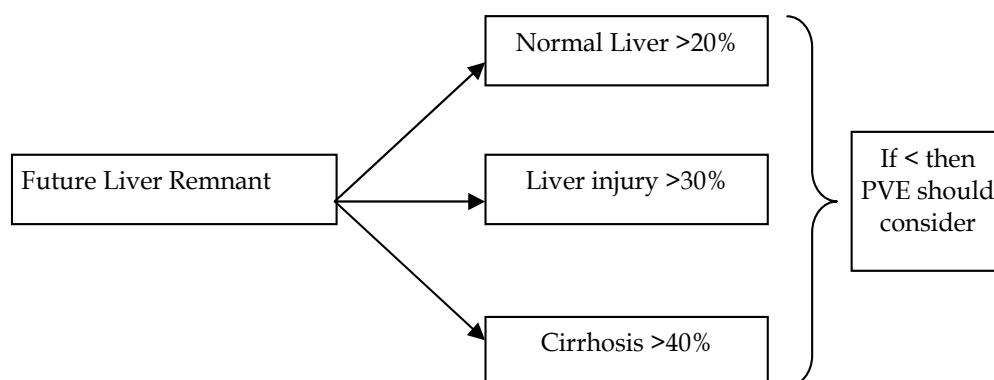 Normal Liver >20%
Future Liver Remnant
Liver injury >30%
Cirrhosis >40%
If < then
PVE should
consider